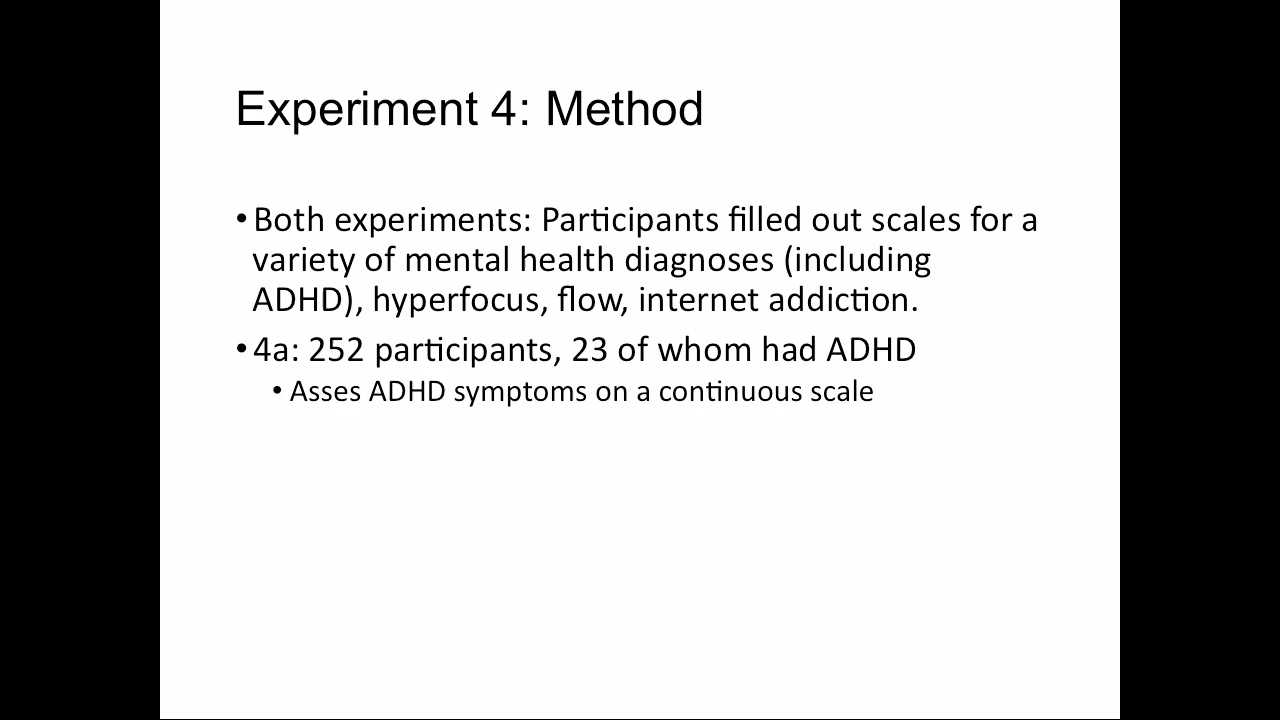 Experiment 4: Method
• Both experiments: Participants filled out scales for a
variety of mental health diagnoses (including
ADHD), hyperfocus, flow, internet addiction.
• 4a: 252 participants, 23 of whom had ADHD
• Asses ADHD symptoms on a continuous scale